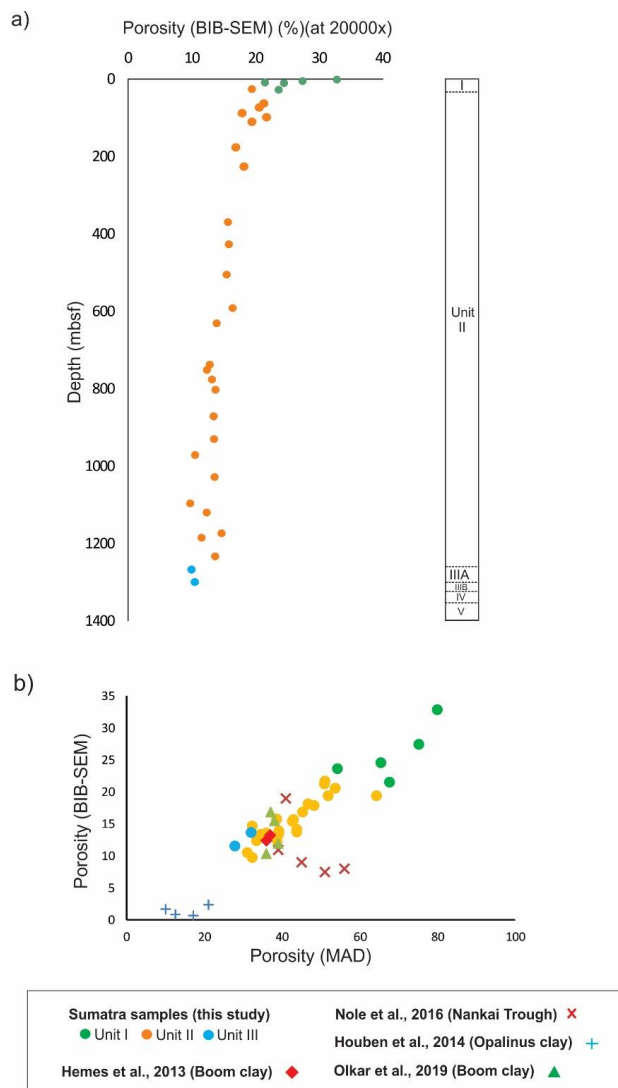 a)
Porosity (BIB-SEM) (%)(at 20000x)
0 10 20 30 40
0
200
400
600
800
1000
1200
1400
Depth (mbsf)
I
Unit
II
IIIA
IIIB
IV
V
b)
35
30
25
20
15
10
5
0
Porosity (BIB-SEM)
0 20 40 60 80 100
Porosity (MAD)
Sumatra samples (this study)
Unit I Unit II Unit III
Hemes et al., 2013 (Boom clay)
Nole et al., 2016 (Nankai Trough)
Houben et al., 2014 (Opalinus clay)
Olkar et al., 2019 (Boom clay)